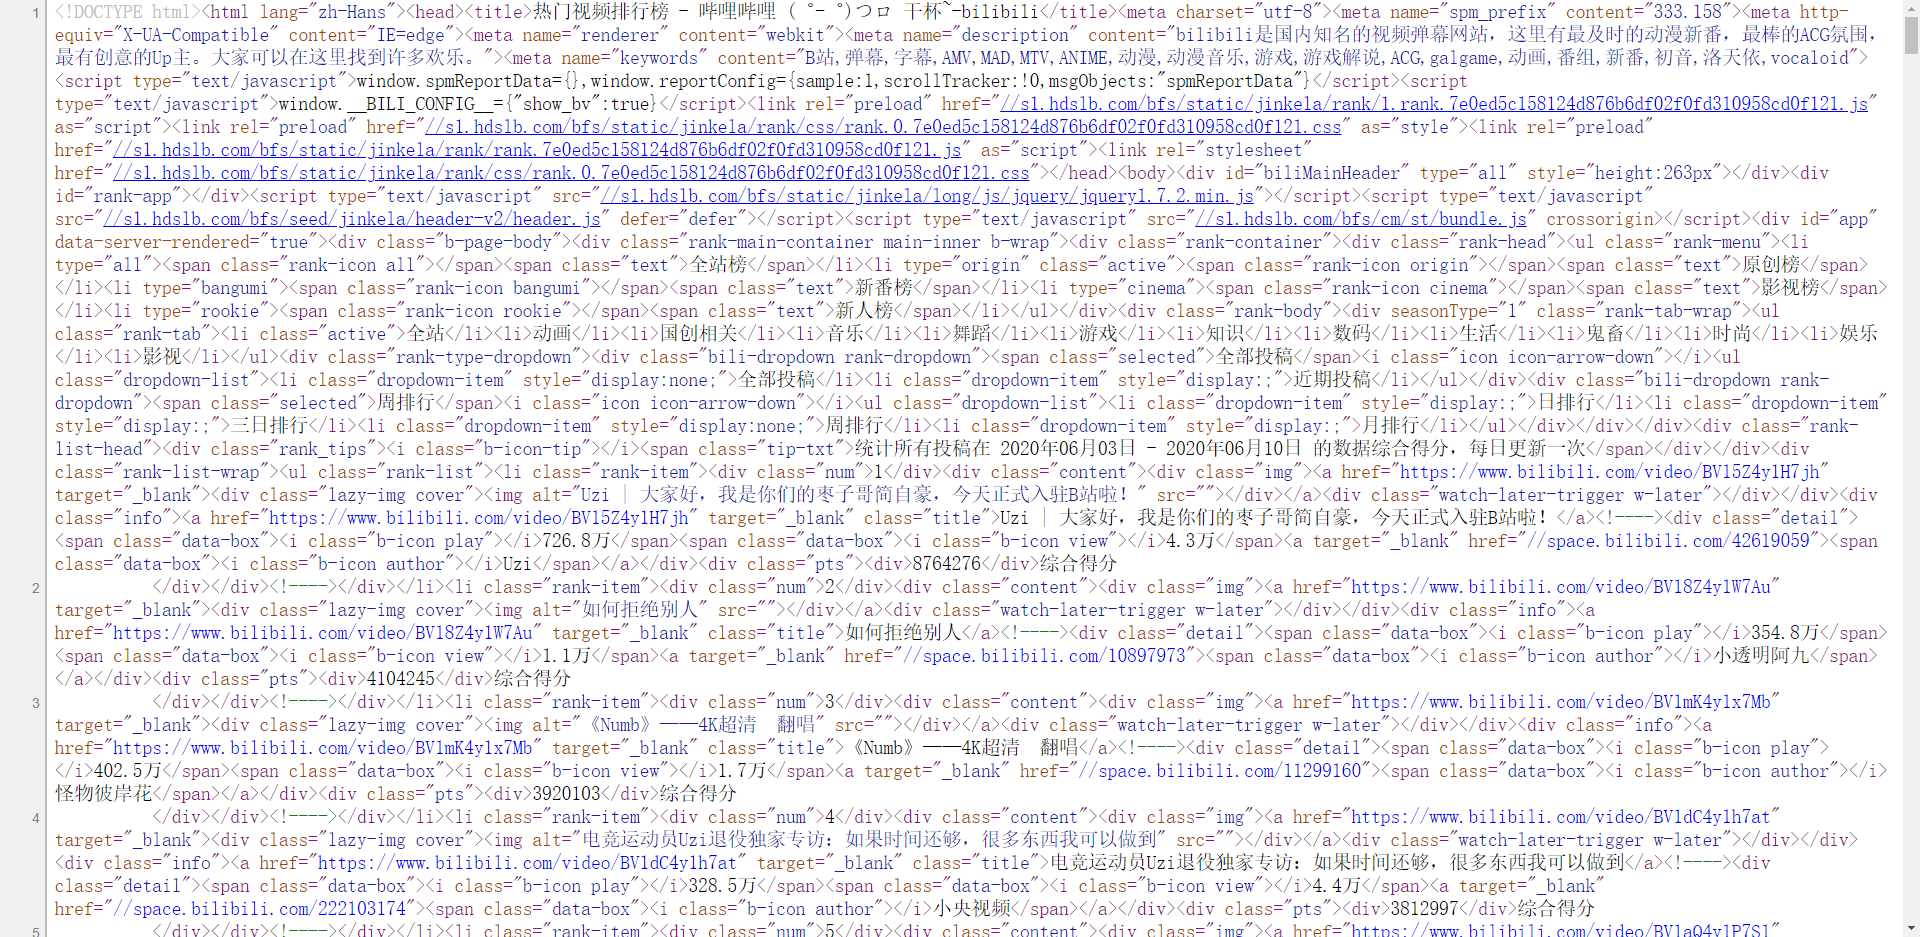 1 <!DOCTYPE html><html lang="zh-Hans"><head><title>热门视频排行榜 - 哔哩哔哩 ( ゜- ゜)つロ 干杯~-bilibili</title><meta charset="utf-8"><meta name="spm_prefix" content="333.158"><meta http-
equiv="X-UA-Compatible" content="IE=edge"><meta name="renderer" content="webkit"><meta name="description" content="bilibili是国内知名的视频弹幕网站，这里有最及时的动漫新番，最棒的ACG氛围，
最有创意的Up主。大家可以在这里找到许多欢乐。"><meta name="keywords" content="B站,弹幕,字幕,AMV,MAD,MTV,ANIME,动漫,动漫音乐,游戏,游戏解说,ACG,galgame,动画,番组,新番,初音,洛天依,vocaloid">
<script type="text/javascript">window.spmReportData={},window.reportConfig={sample:1,scrollTracker:!0,msgObjects:"spmReportData"}</script><script
type="text/javascript">window.__BILI_CONFIG__={"show_bv":true}</script><link rel="preload" href="//s1.hdslb.com/bfs/static/jinkela/rank/1.rank.7e0ed5c158124d876b6df02f0fd310958cd0f121.js"
as="script"><link rel="preload" href="//s1.hdslb.com/bfs/static/jinkela/rank/css/rank.0.7e0ed5c158124d876b6df02f0fd310958cd0f121.css" as="style"><link rel="preload"
href="//s1.hdslb.com/bfs/static/jinkela/rank/rank.7e0ed5c158124d876b6df02f0fd310958cd0f121.js" as="script"><link rel="stylesheet"
href="//s1.hdslb.com/bfs/static/jinkela/rank/css/rank.0.7e0ed5c158124d876b6df02f0fd310958cd0f121.css"></head><body><div id="biliMainHeader" type="all" style="height:263px"></div><div
id="rank-app"></div><script type="text/javascript" src="//s1.hdslb.com/bfs/static/jinkela/long/js/jquery/jquery1.7.2.min.js"></script><script type="text/javascript"
src="//s1.hdslb.com/bfs/seed/jinkela/header-v2/header.js" defer="defer"></script><script type="text/javascript" src="//s1.hdslb.com/bfs/cm/st/bundle.js" crossorigin></script><div id="app"
data-server-rendered="true"><div class="b-page-body"><div class="rank-main-container main-inner b-wrap"><div class="rank-container"><div class="rank-head"><ul class="rank-menu"><li
type="all"><span class="rank-icon all"></span><span class="text">全站榜</span></li><li type="origin" class="active"><span class="rank-icon origin"></span><span class="text">原创榜</span>
</li><li type="bangumi"><span class="rank-icon bangumi"></span><span class="text">新番榜</span></li><li type="cinema"><span class="rank-icon cinema"></span><span class="text">影视榜</span>
</li><li type="rookie"><span class="rank-icon rookie"></span><span class="text">新人榜</span></li></ul></div><div class="rank-body"><div seasonType="1" class="rank-tab-wrap"><ul
class="rank-tab"><li class="active">全站</li><li>动画</li><li>国创相关</li><li>音乐</li><li>舞蹈</li><li>游戏</li><li>知识</li><li>数码</li><li>生活</li><li>鬼畜</li><li>时尚</li><li>娱乐
</li><li>影视</li></ul><div class="rank-type-dropdown"><div class="bili-dropdown rank-dropdown"><span class="selected">全部投稿</span><i class="icon icon-arrow-down"></i><ul
class="dropdown-list"><li class="dropdown-item" style="display:none;">全部投稿</li><li class="dropdown-item" style="display:;">近期投稿</li></ul></div><div class="bili-dropdown rank-
dropdown"><span class="selected">周排行</span><i class="icon icon-arrow-down"></i><ul class="dropdown-list"><li class="dropdown-item" style="display:;">日排行</li><li class="dropdown-item"
style="display:;">三日排行</li><li class="dropdown-item" style="display:none;">周排行</li><li class="dropdown-item" style="display:;">月排行</li></ul></div></div></div><div class="rank-
list-head"><div class="rank_tips"><i class="b-icon-tip"></i><span class="tip-txt">统计所有投稿在 2020年06月03日 - 2020年06月10日 的数据综合得分，每日更新一次</span></div></div><div
class="rank-list-wrap"><ul class="rank-list"><li class="rank-item"><div class="num">1</div><div class="content"><div class="img"><a href="https://www.bilibili.com/video/BV15Z4y1H7jh"
target="_blank"><div class="lazy-img cover"><img alt="Uzi | 大家好，我是你们的枣子哥简自豪，今天正式入驻B站啦！" src=""></div></a><div class="watch-later-trigger w-later"></div></div><div
class="info"><a href="https://www.bilibili.com/video/BV15Z4y1H7jh" target="_blank" class="title">Uzi | 大家好，我是你们的枣子哥简自豪，今天正式入驻B站啦！</a><!----><div class="detail">
<span class="data-box"><i class="b-icon play"></i>726.8万</span><span class="data-box"><i class="b-icon view"></i>4.3万</span><a target="_blank" href="//space.bilibili.com/42619059"><span
class="data-box"><i class="b-icon author"></i>Uzi</span></a></div><div class="pts"><div>8764276</div>综合得分
2 </div></div><!----></div></li><li class="rank-item"><div class="num">2</div><div class="content"><div class="img"><a href="https://www.bilibili.com/video/BV18Z4y1W7Au"
target="_blank"><div class="lazy-img cover"><img alt="如何拒绝别人" src=""></div></a><div class="watch-later-trigger w-later"></div></div><div class="info"><a
href="https://www.bilibili.com/video/BV18Z4y1W7Au" target="_blank" class="title">如何拒绝别人</a><!----><div class="detail"><span class="data-box"><i class="b-icon play"></i>354.8万</span>
<span class="data-box"><i class="b-icon view"></i>1.1万</span><a target="_blank" href="//space.bilibili.com/10897973"><span class="data-box"><i class="b-icon author"></i>小透明阿九</span>
</a></div><div class="pts"><div>4104245</div>综合得分
3 </div></div><!----></div></li><li class="rank-item"><div class="num">3</div><div class="content"><div class="img"><a href="https://www.bilibili.com/video/BV1mK4y1x7Mb"
target="_blank"><div class="lazy-img cover"><img alt="《Numb》——4K超清　翻唱" src=""></div></a><div class="watch-later-trigger w-later"></div></div><div class="info"><a
href="https://www.bilibili.com/video/BV1mK4y1x7Mb" target="_blank" class="title">《Numb》——4K超清　翻唱</a><!----><div class="detail"><span class="data-box"><i class="b-icon play">
</i>402.5万</span><span class="data-box"><i class="b-icon view"></i>1.7万</span><a target="_blank" href="//space.bilibili.com/11299160"><span class="data-box"><i class="b-icon author"></i>
怪物彼岸花</span></a></div><div class="pts"><div>3920103</div>综合得分
4 </div></div><!----></div></li><li class="rank-item"><div class="num">4</div><div class="content"><div class="img"><a href="https://www.bilibili.com/video/BV1dC4y1h7at"
target="_blank"><div class="lazy-img cover"><img alt="电竞运动员Uzi退役独家专访：如果时间还够，很多东西我可以做到" src=""></div></a><div class="watch-later-trigger w-later"></div></div>
<div class="info"><a href="https://www.bilibili.com/video/BV1dC4y1h7at" target="_blank" class="title">电竞运动员Uzi退役独家专访：如果时间还够，很多东西我可以做到</a><!----><div
class="detail"><span class="data-box"><i class="b-icon play"></i>328.5万</span><span class="data-box"><i class="b-icon view"></i>4.4万</span><a target="_blank"
href="//space.bilibili.com/222103174"><span class="data-box"><i class="b-icon author"></i>小央视频</span></a></div><div class="pts"><div>3812997</div>综合得分
5 </div></div><!----></div></li><li class="rank-item"><div class="num">5</div><div class="content"><div class="img"><a href="https://www.bilibili.com/video/BV1aQ4y1P7S1"